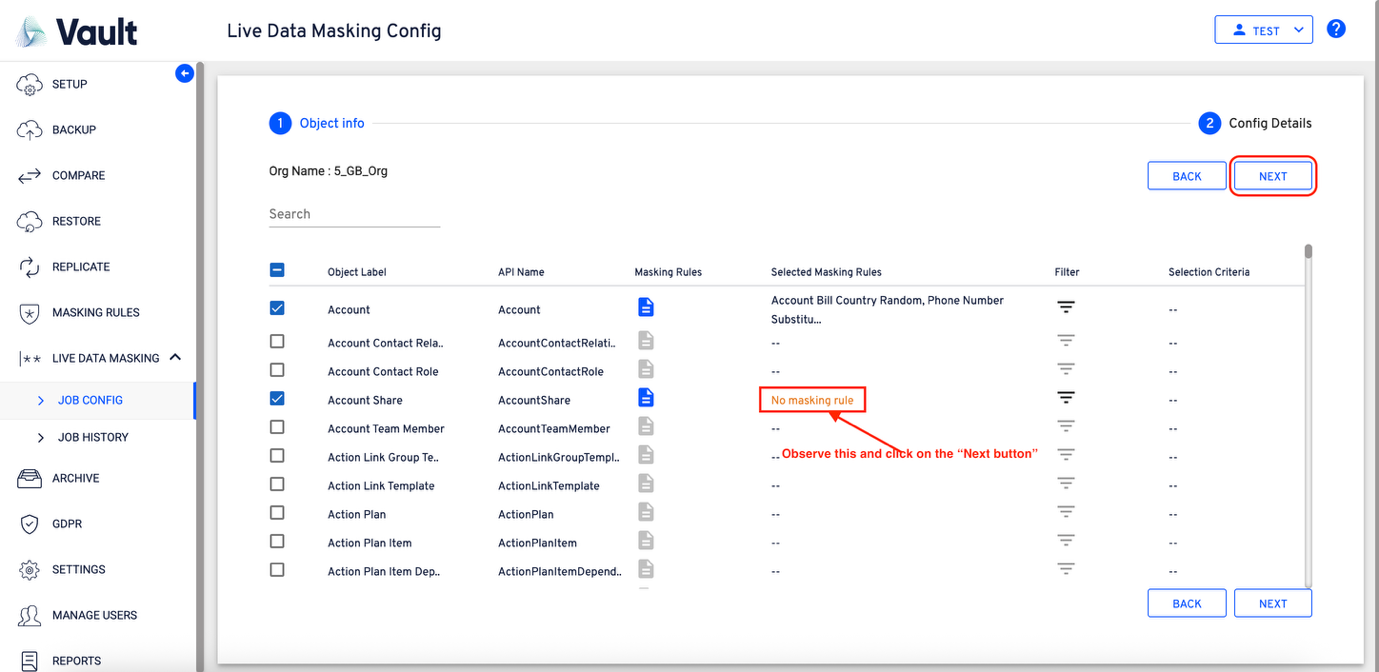 Vault
Live Data Masking Config
TEST
?
SETUP
BACKUP
COMPARE
RESTORE
REPLICATE
MASKING RULES
LIVE DATA MASKING
JOB CONFIG
JOB HISTORY
ARCHIVE
GDPR
SETTINGS
MANAGE USERS
REPORTS
1 Object info
2 Config Details
Org Name : 5_GB_Org
BACK NEXT
Search
Object Label API Name Masking Rules Selected Masking Rules Filter Selection Criteria
Account Account Account Bill Country Random, Phone Number --
Substitu...
Account Contact Rela.. AccountContactRelati.. -- --
Account Contact Role AccountContactRole -- --
Account Share AccountShare No masking rule --
Account Team Member AccountTeamMember -- --
Action Link Group Te.. ActionLinkGroupTempl.. -- --
Observe this and click on the “Next button”
Action Link Template ActionLinkTemplate -- --
Action Plan ActionPlan -- --
Action Plan Item ActionPlanItem -- --
Action Plan Item Dep.. ActionPlanItemDepend.. -- --
BACK NEXT